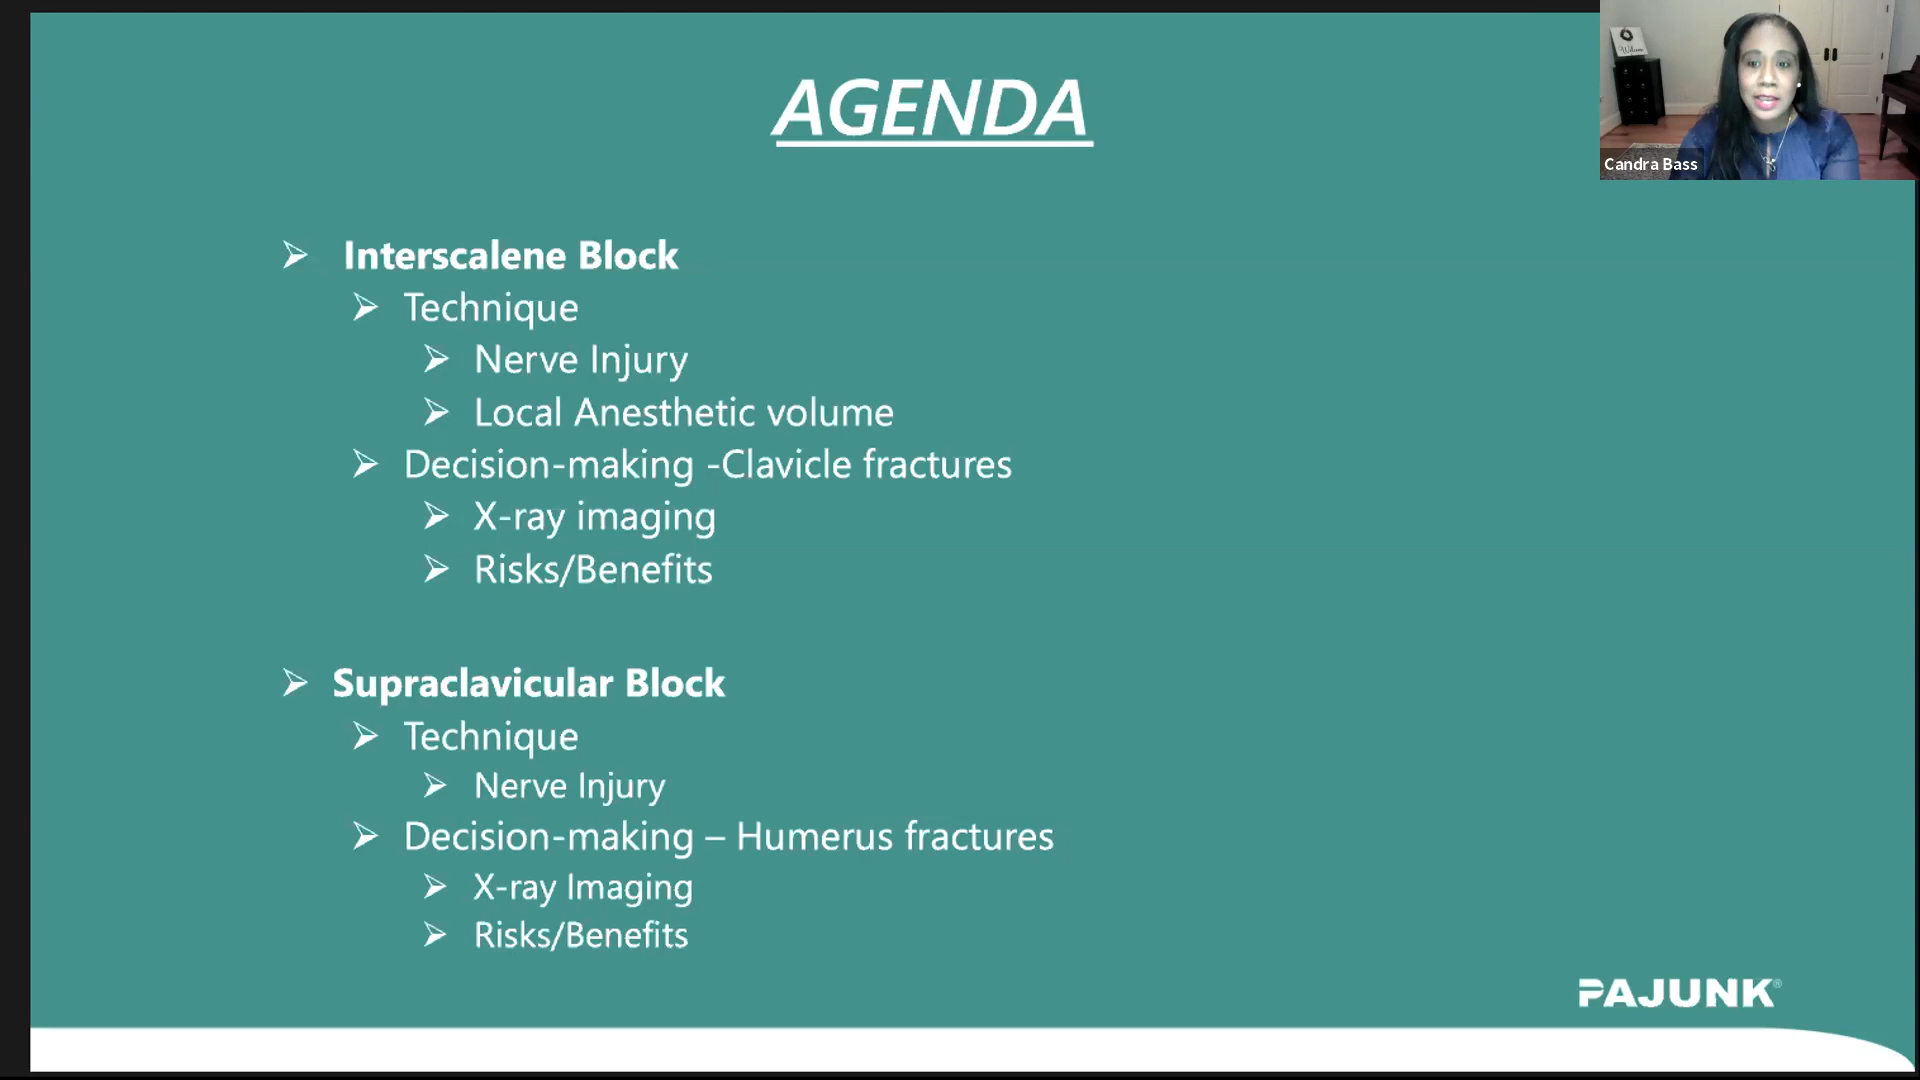 AGENDA
Welcome
Candra Bass
Interscalene Block
Technique
Nerve Injury
Local Anesthetic volume
Decision-making -Clavicle fractures
X-ray imaging
Risks/Benefits
Supraclavicular Block
Technique
Nerve Injury
Decision-making – Humerus fractures
X-ray Imaging
Risks/Benefits
PAJUNK®